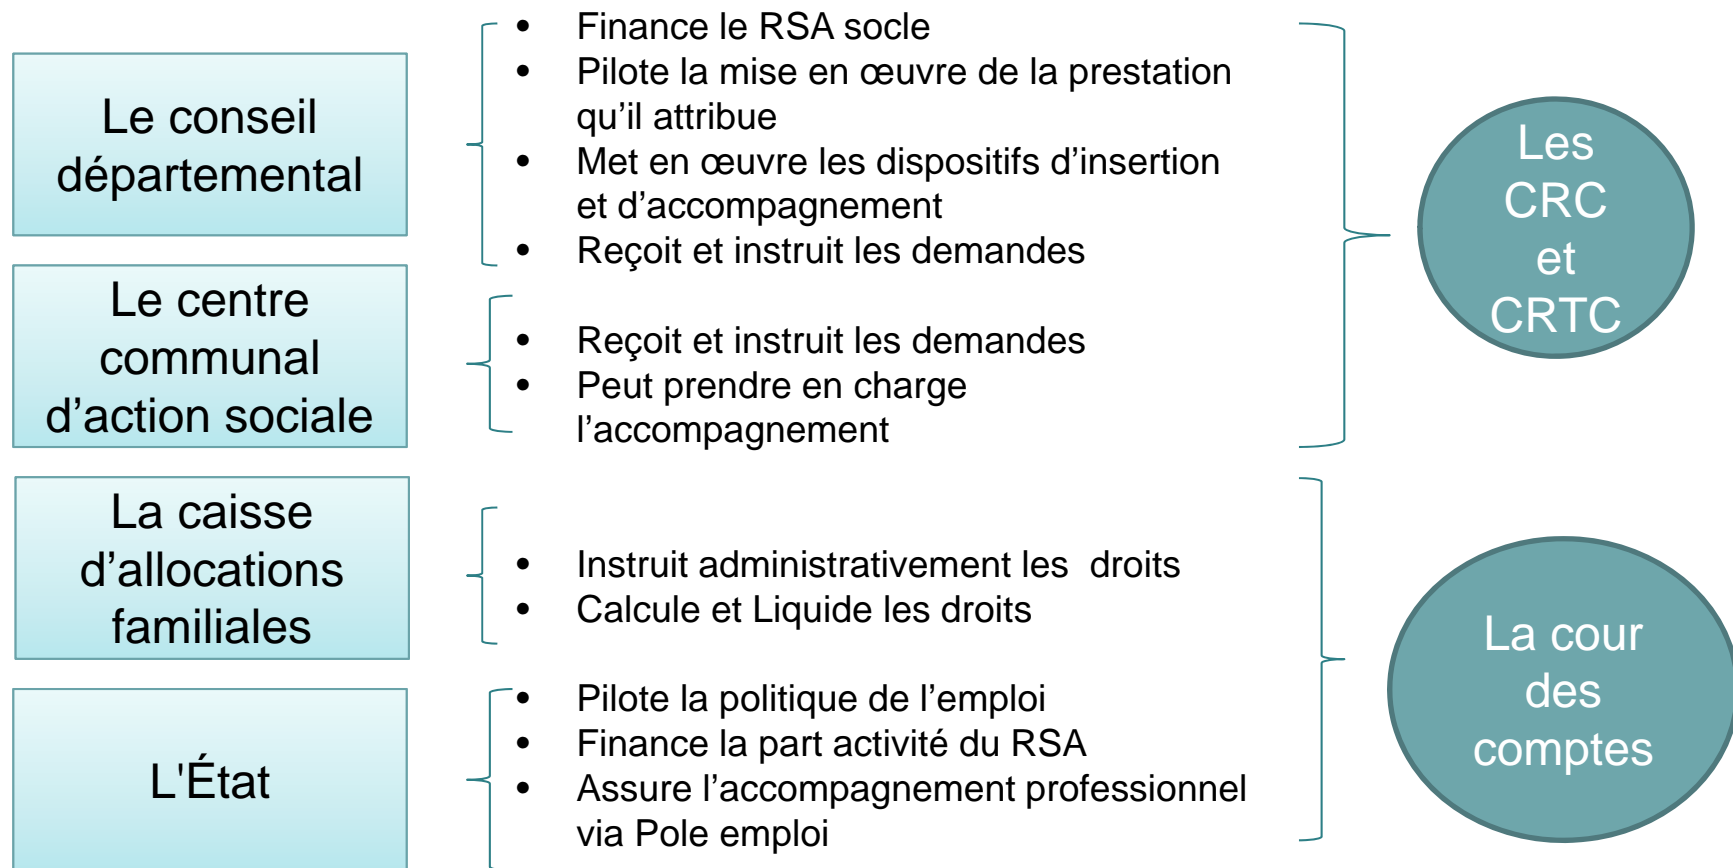 Le conseil
départemental
• Finance le RSA socle
• Pilote la mise en œuvre de la prestation
qu’il attribue
• Met en œuvre les dispositifs d’insertion
et d’accompagnement
• Reçoit et instruit les demandes
Le centre
communal
d’action sociale
• Reçoit et instruit les demandes
• Peut prendre en charge
l’accompagnement
Les
CRC
et
CRTC
La caisse
d’allocations
familiales
• Instruit administrativement les  droits
• Calcule et Liquide les droits
L'État
• Pilote la politique de l’emploi
• Finance la part activité du RSA
• Assure l’accompagnement professionnel
via Pole emploi
La cour
des
comptes